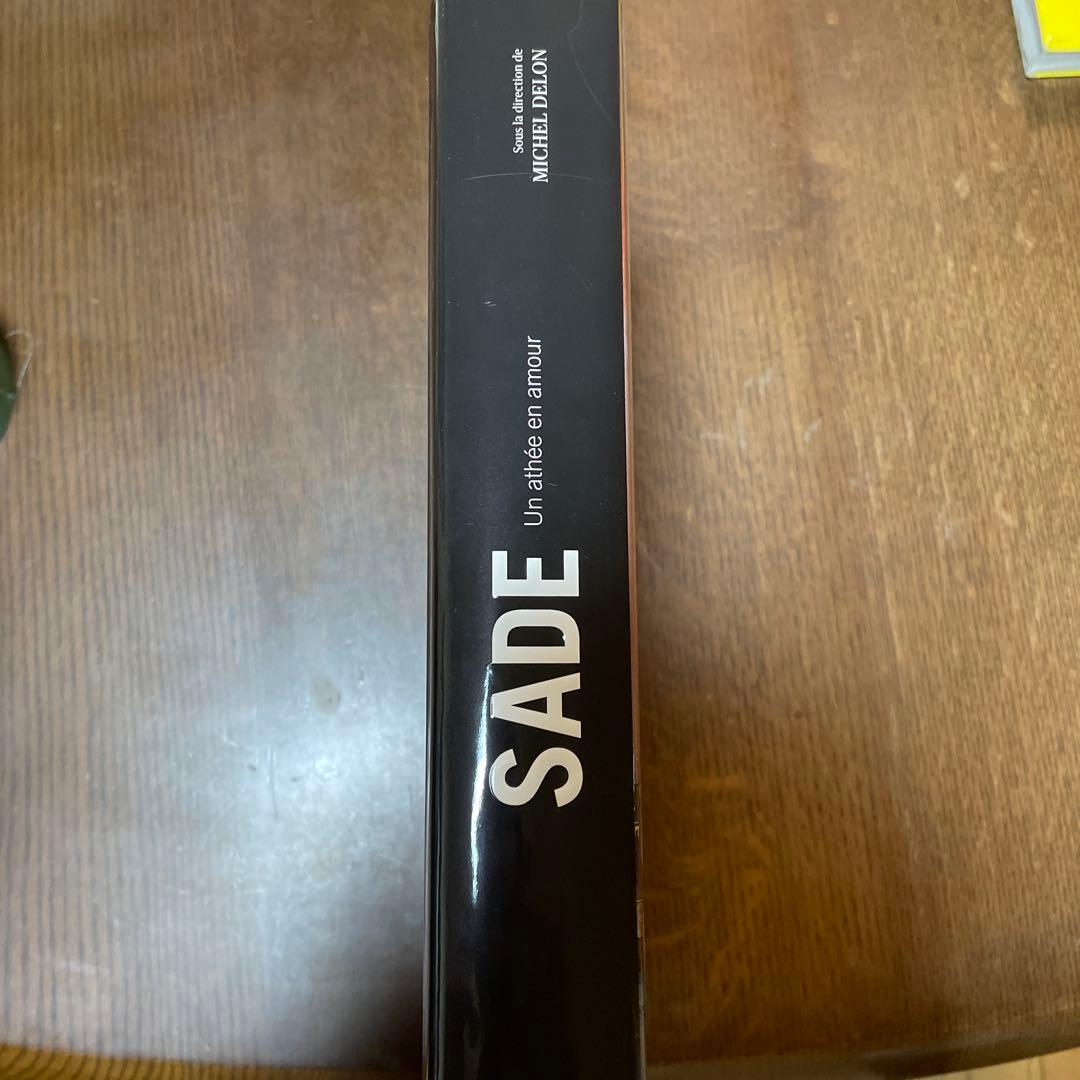 SADE
Un athée en amour
Sous la direction de
MICHEL DELON